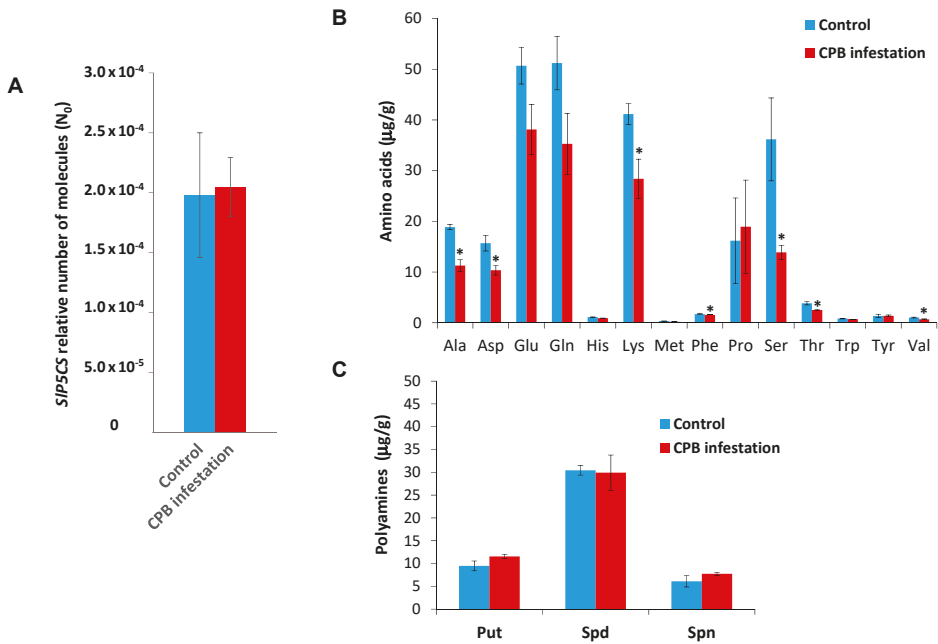 A
SlP5CS relative number of molecules (N0)
3.0 x 10-4
2.5 x 10-4
2.0 x 10-4
1.5 x 10-4
1.0 x 10-4
5.0 x 10-5
0
Control
CPB infestation
B
Amino acids (µg/g)
60
50
40
30
20
10
0
Control
CPB infestation
* * * * * * *
Ala Asp Glu Gln His Lys Met Phe Pro Ser Thr Trp Tyr Val
C
Polyamines (µg/g)
50
45
40
35
30
25
20
15
10
5
0
Control
CPB infestation
Put Spd Spn